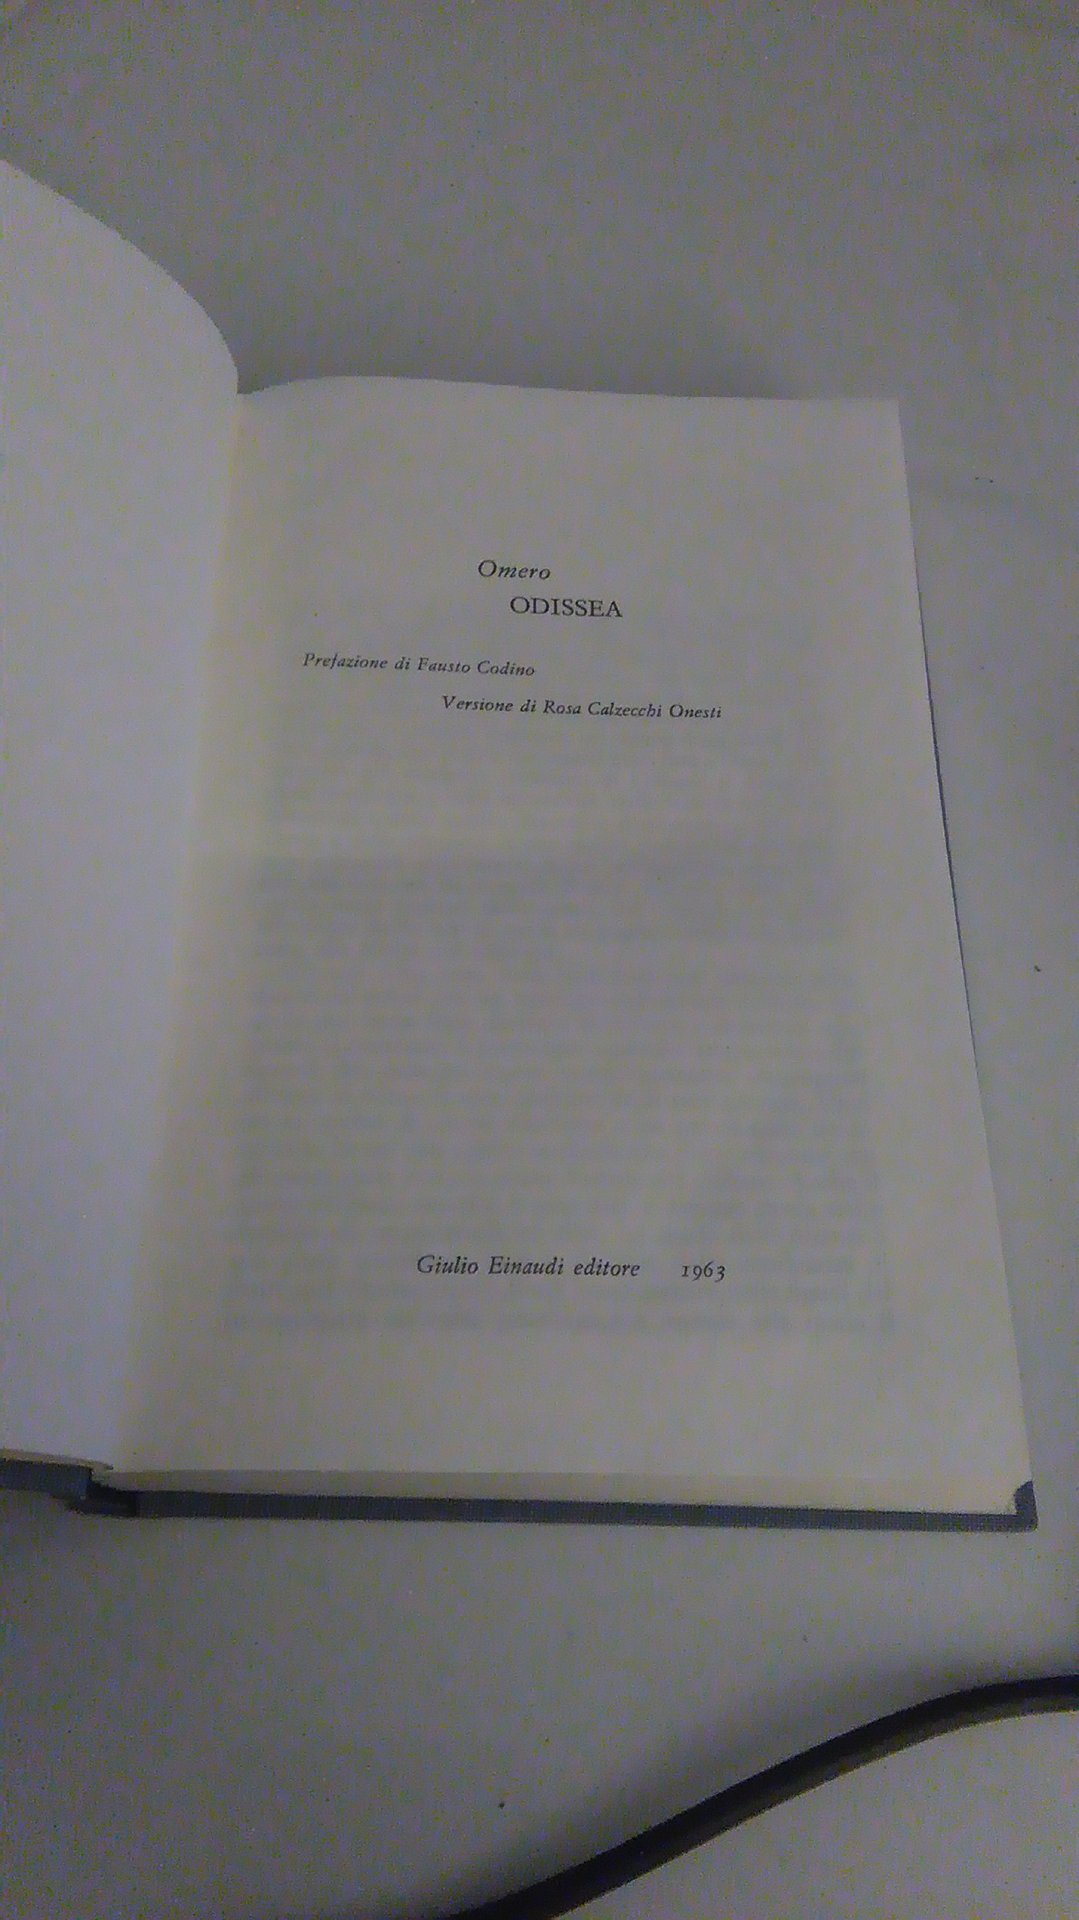 Omero
ODISSEA
Prefazione di Fausto Codino
Versione di Rosa Calzecchi Onesti
Giulio Einaudi editore 1963